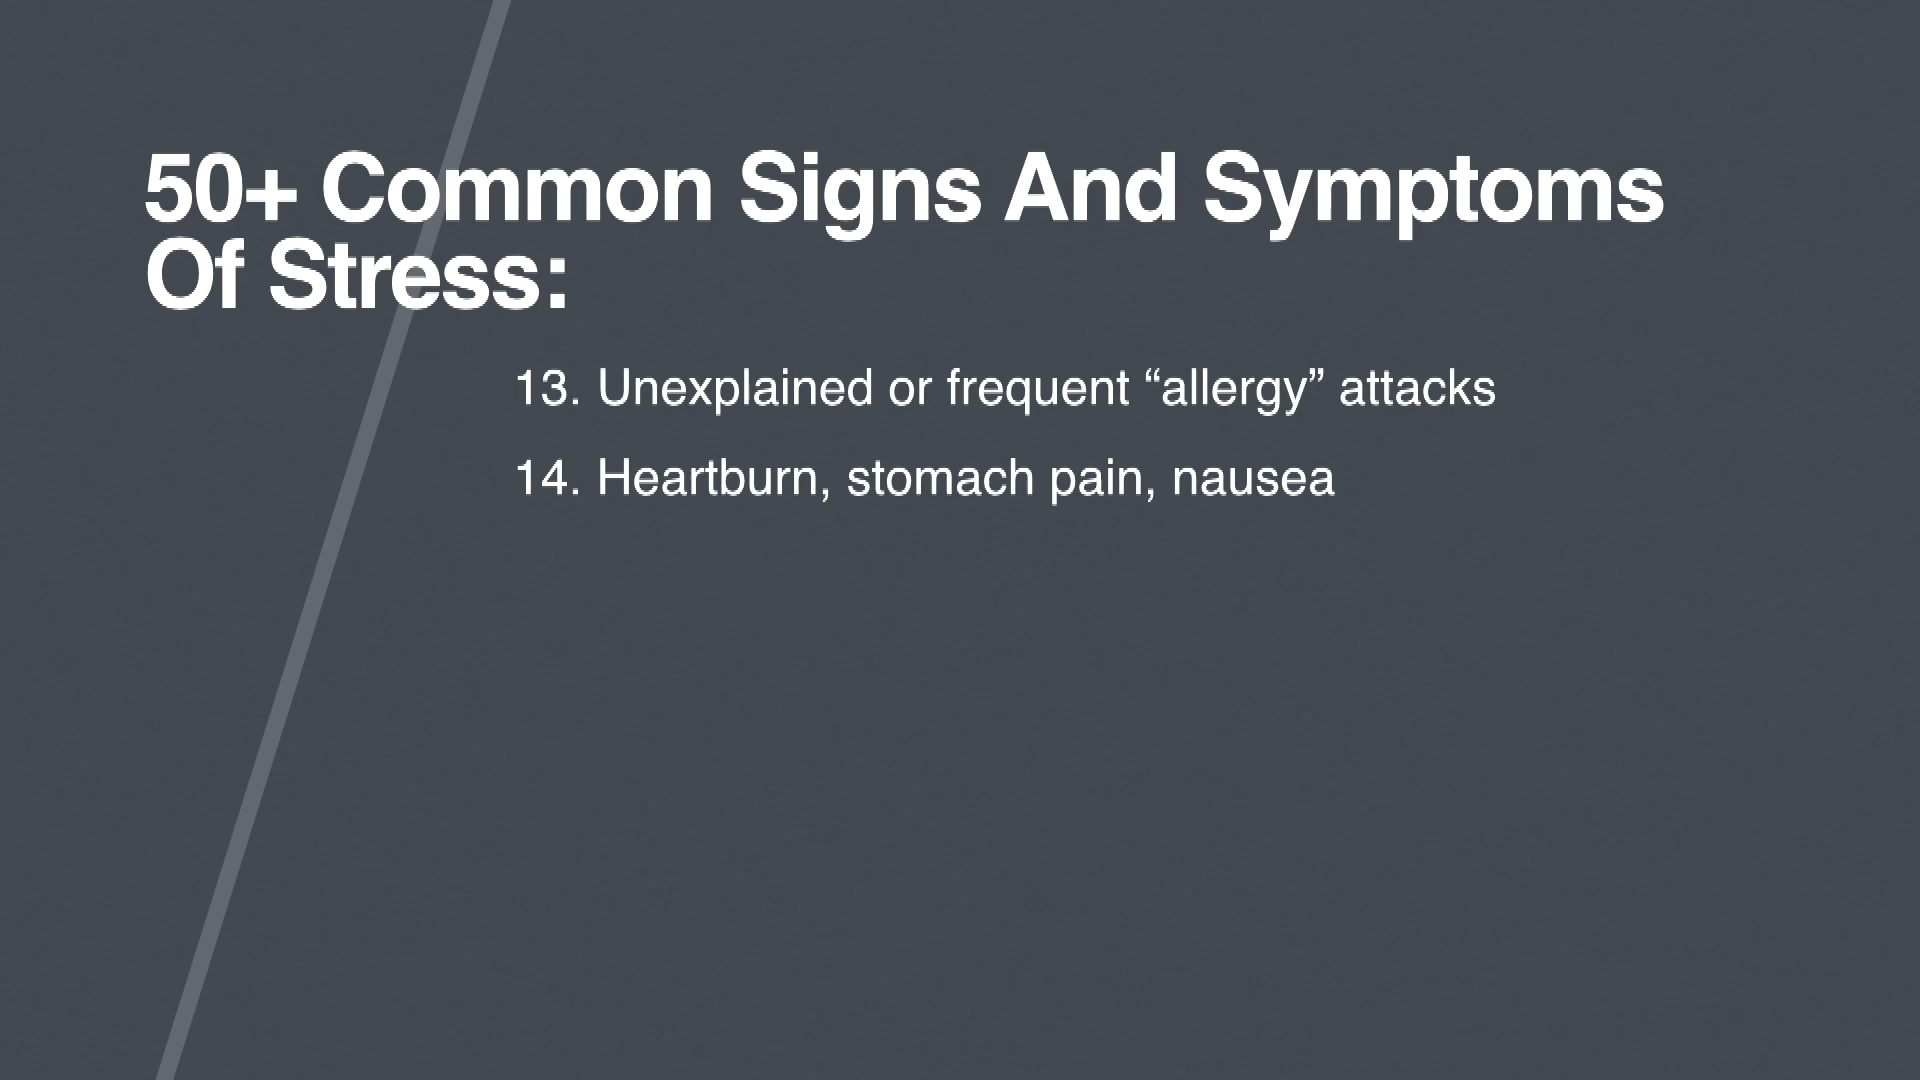 50+ Common Signs And Symptoms
Of Stress:
13. Unexplained or frequent “allergy” attacks
14. Heartburn, stomach pain, nausea